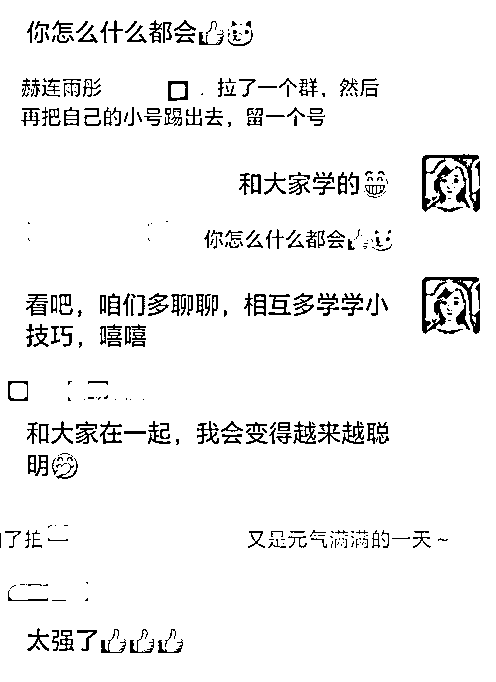 你怎么什么都会👍😼
赫连雨彤 . 拉了一个群，然后
再把自己的小号踢出去，留一个号
和大家学的😁
你怎么什么都会👍
看吧，咱们多聊聊，相互多学学小
技巧，嘻嘻
和大家在一起，我会变得越来越聪
明🤭
了拍 又是元气满满的一天~
太强了👍👍👍